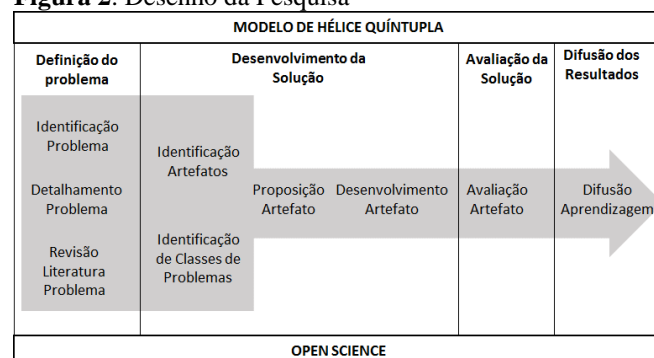 Figura 2: Desenho da Pesquisa
MODELO DE HÉLICE QUÍNTUPLA
Definição do
problema
Desenvolvimento da
Solução
Avaliação da
Solução
Difusão dos
Resultados
Identificação
Problema
Detalhamento
Problema
Revisão
Literatura
Problema
Identificação
Artefatos
Identificação
de Classes de
Problemas
Proposição
Artefato
Desenvolvimento
Artefato
Avaliação
Artefato
Difusão
Aprendizagem
OPEN SCIENCE